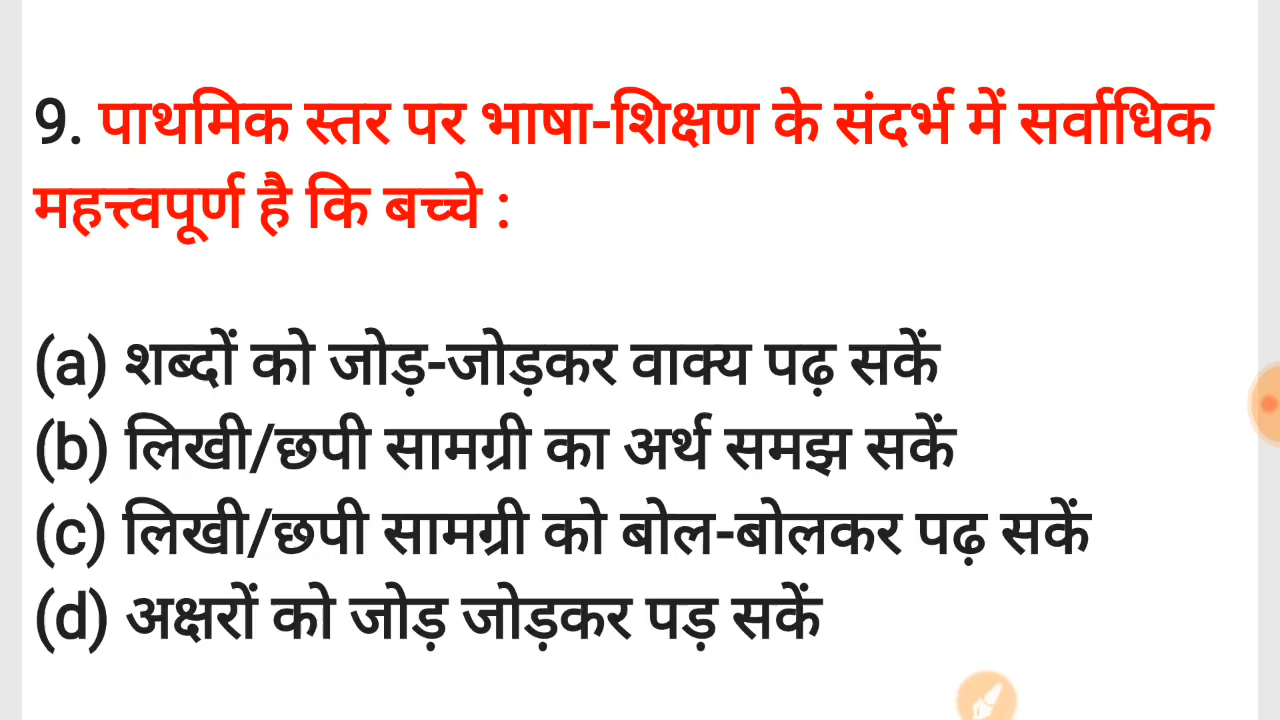 9. पाथमिक स्तर पर भाषा-शिक्षण के संदर्भ में सर्वाधिक
महत्त्वपूर्ण है कि बच्चे :
(a) शब्दों को जोड़-जोड़कर वाक्य पढ़ सकें
(b) लिखी/छपी सामग्री का अर्थ समझ सकें
(c) लिखी/छपी सामग्री को बोल-बोलकर पढ़ सकें
(d) अक्षरों को जोड़ जोड़कर पड़ सकें